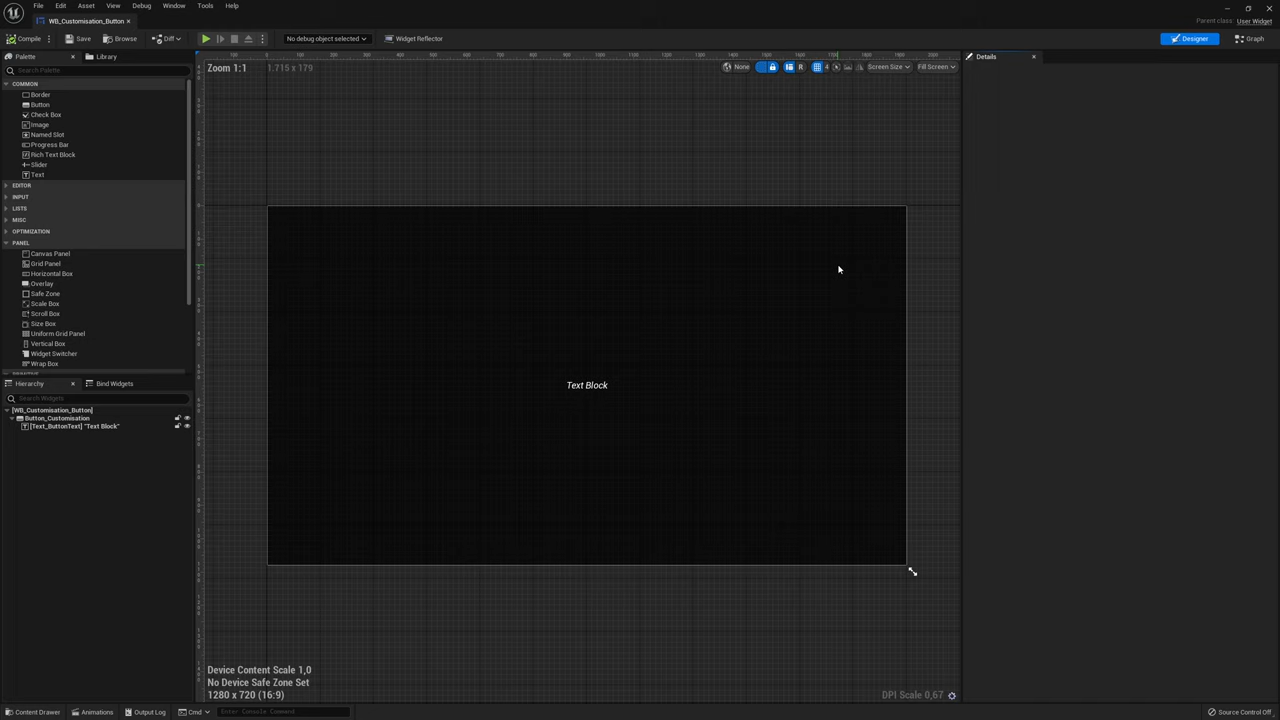 File Edit Asset View Debug Window Tools Help
WB_Customisation_Button
Parent class: User Widget
Compile Save Browse Diff No debug object selected Widget Reflector Designer Graph
Palette Library
Search Palette
COMMON
Border
Button
Check Box
Image
Named Slot
Progress Bar
Rich Text Block
Slider
Text
EDITOR
INPUT
LISTS
MISC
OPTIMIZATION
PANEL
Canvas Panel
Grid Panel
Horizontal Box
Overlay
Safe Zone
Scale Box
Scroll Box
Size Box
Uniform Grid Panel
Vertical Box
Widget Switcher
Wrap Box
Hierarchy Bind Widgets
Search Widgets
[WB_Customisation_Button]
Button_Customisation
[Text_ButtonText] "Text Block"
Zoom 1:1 1.715 x 179
None R 4 Screen Size Fill Screen
Text Block
Device Content Scale 1,0
No Device Safe Zone Set
1280 x 720 (16:9)
DPI Scale 0,67
Details
Content Drawer Animations Output Log Cmd Enter Console Command Source Control Off